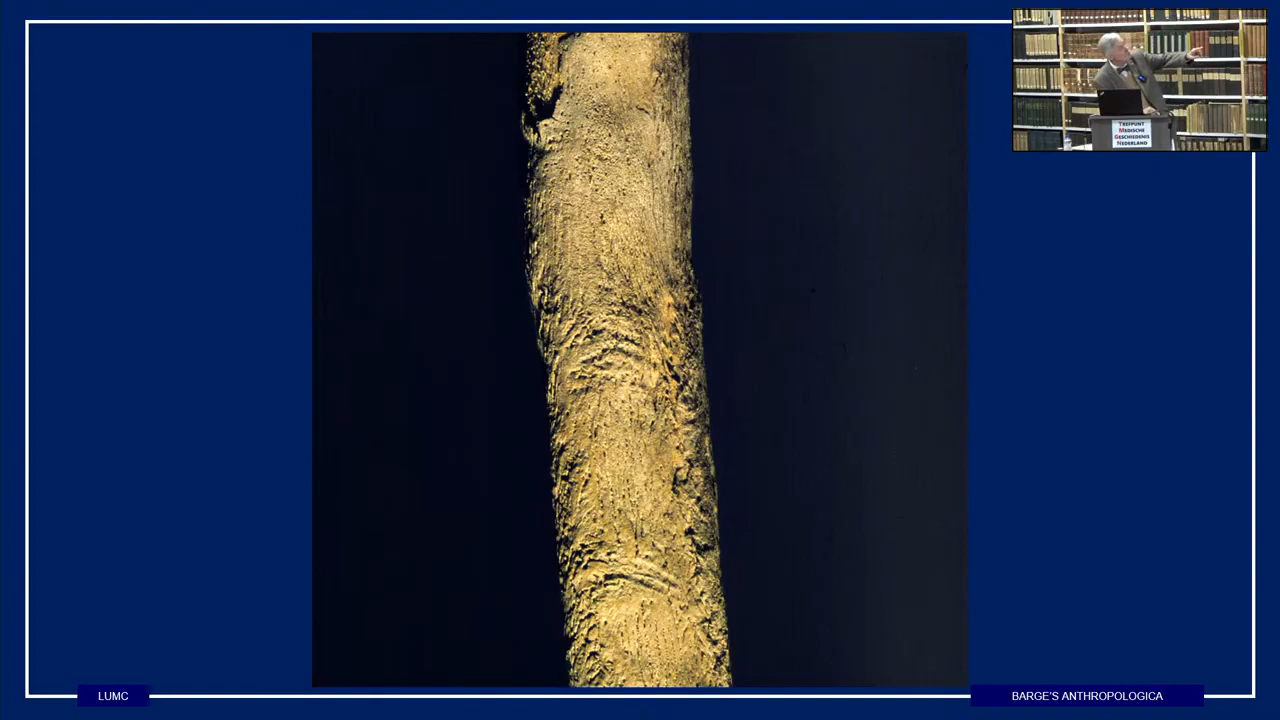 TREFPUNT
MEDISCHE
GESCHIEDENIS
NEDERLAND
LUMC
BARGE'S ANTHROPOLOGICA